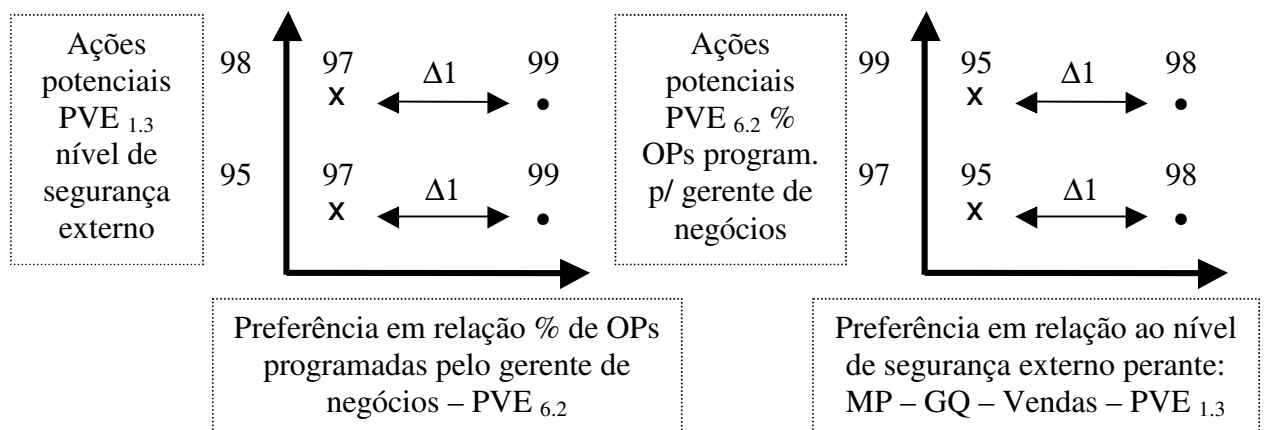 Ações
potenciais
PVE 1.3
nível de
segurança
externo
98
97
x
Δ1
99
95
97
x
Δ1
99
Preferência em relação % de OPs
programadas pelo gerente de
negócios – PVE 6.2
Ações
potenciais
PVE 6.2 %
OPs program.
p/ gerente de
negócios
99
95
x
Δ1
98
97
95
x
Δ1
98
Preferência em relação ao nível
de segurança externo perante:
MP – GQ – Vendas – PVE 1.3